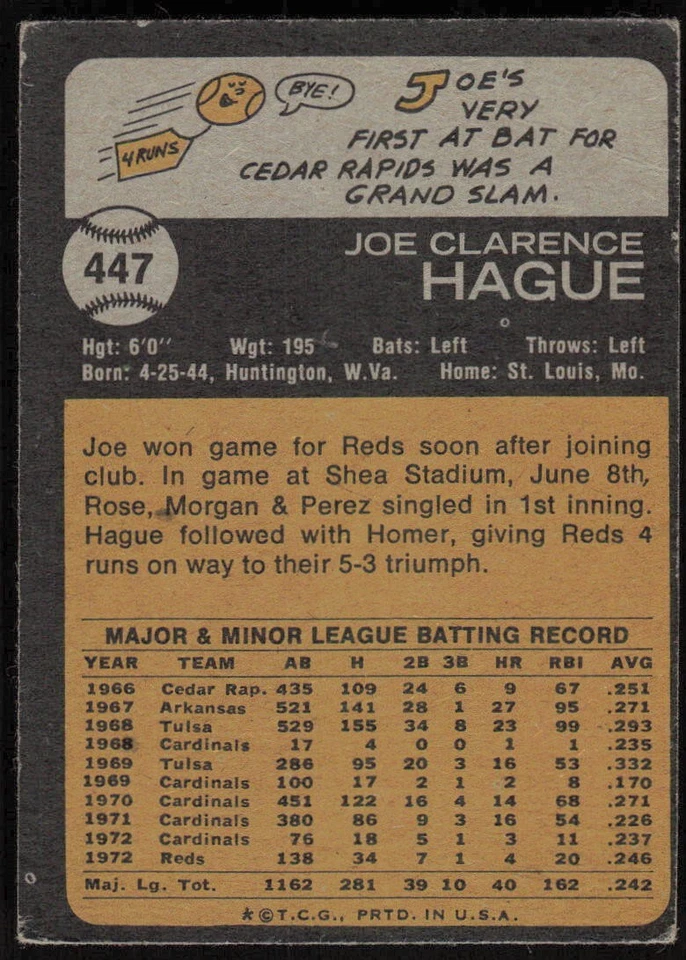 4 RUNS
BYE!
JOE'S
VERY
FIRST AT BAT FOR
CEDAR RAPIDS WAS A
GRAND SLAM.
447
JOE CLARENCE
HAGUE
Hgt: 6'0" Wgt: 195 Bats: Left Throws: Left
Born: 4-25-44, Huntington, W.Va. Home: St. Louis, Mo.
Joe won game for Reds soon after joining
club. In game at Shea Stadium, June 8th,
Rose, Morgan & Perez singled in 1st inning.
Hague followed with Homer, giving Reds 4
runs on way to their 5-3 triumph.
MAJOR & MINOR LEAGUE BATTING RECORD
YEAR TEAM AB H 2B 3B HR RBI AVG
1966 Cedar Rap. 435 109 24 6 9 67 .251
1967 Arkansas 521 141 28 1 27 95 .271
1968 Tulsa 529 155 34 8 23 99 .293
1968 Cardinals 17 4 0 0 1 1 .235
1969 Tulsa 286 95 20 3 16 53 .332
1969 Cardinals 100 17 2 1 2 8 .170
1970 Cardinals 451 122 16 4 14 68 .271
1971 Cardinals 380 86 9 3 16 54 .226
1972 Cardinals 76 18 5 1 3 11 .237
1972 Reds 138 34 7 1 4 20 .246
Maj. Lg. Tot. 1162 281 39 10 40 162 .242
*©T.C.G., PRTD. IN U.S.A.